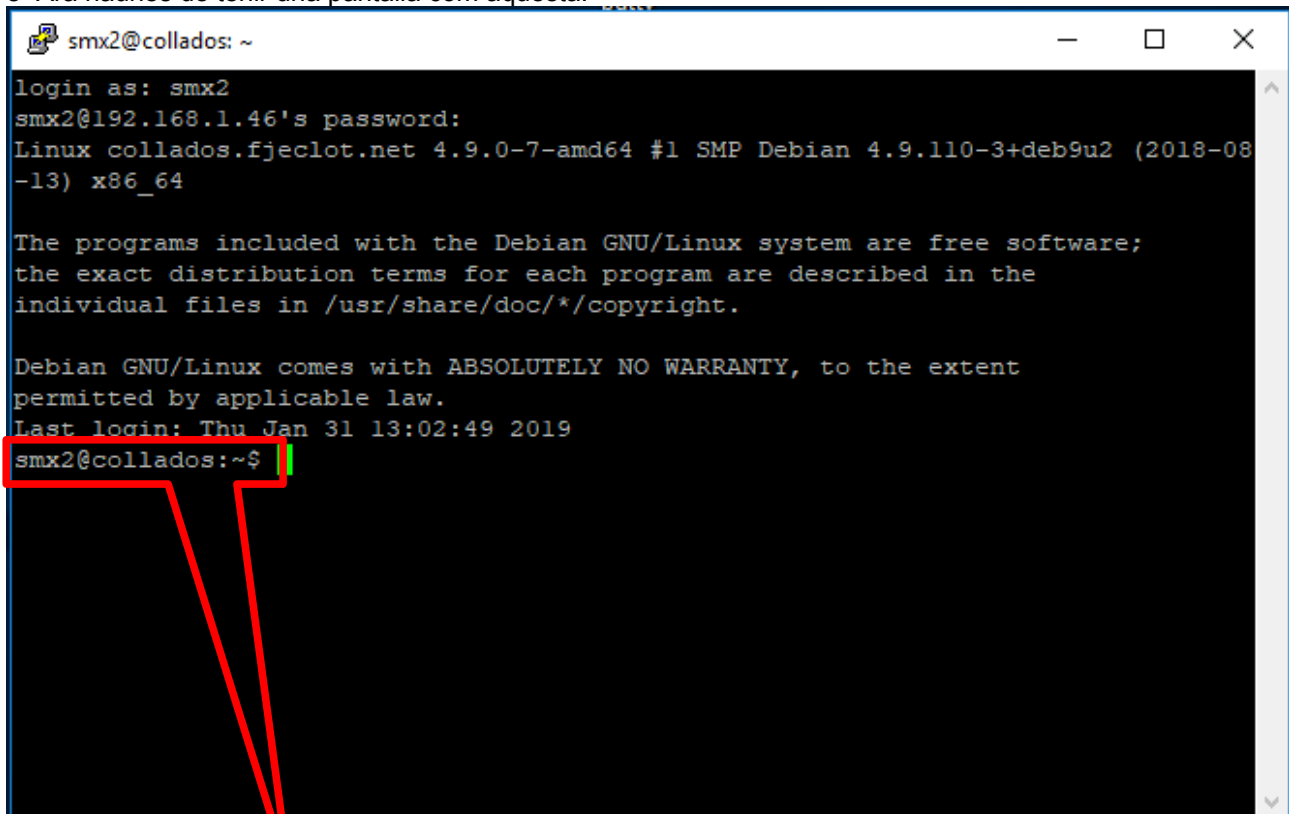 smx2@collados: ~
login as: smx2
smx2@192.168.1.46's password:
Linux collados.fjeclot.net 4.9.0-7-amd64 #1 SMP Debian 4.9.110-3+deb9u2 (2018-08
-13) x86_64
The programs included with the Debian GNU/Linux system are free software;
the exact distribution terms for each program are described in the
individual files in /usr/share/doc/*/copyright.
Debian GNU/Linux comes with ABSOLUTELY NO WARRANTY, to the extent
permitted by applicable law.
Last login: Thu Jan 31 13:02:49 2019
smx2@collados:~$